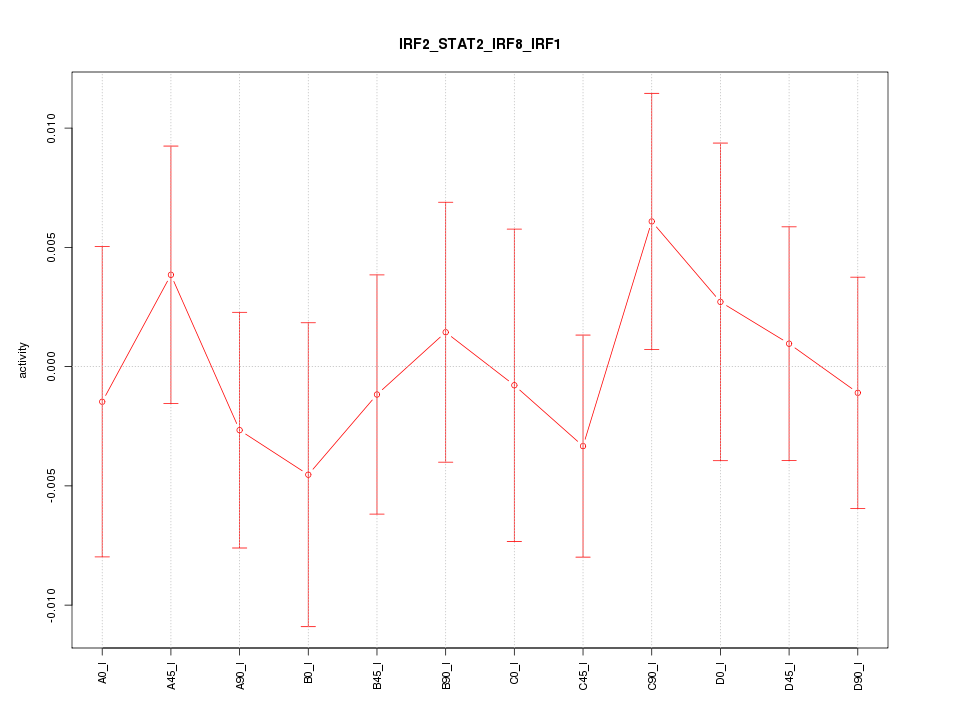 IRF2_STAT2_IRF8_IRF1
activity
0.010
0.005
0.000
-0.005
-0.010
A0_I
A45_I
A90_I
B0_I
B45_I
B90_I
C0_I
C45_I
C90_I
D0_I
D45_I
D90_I